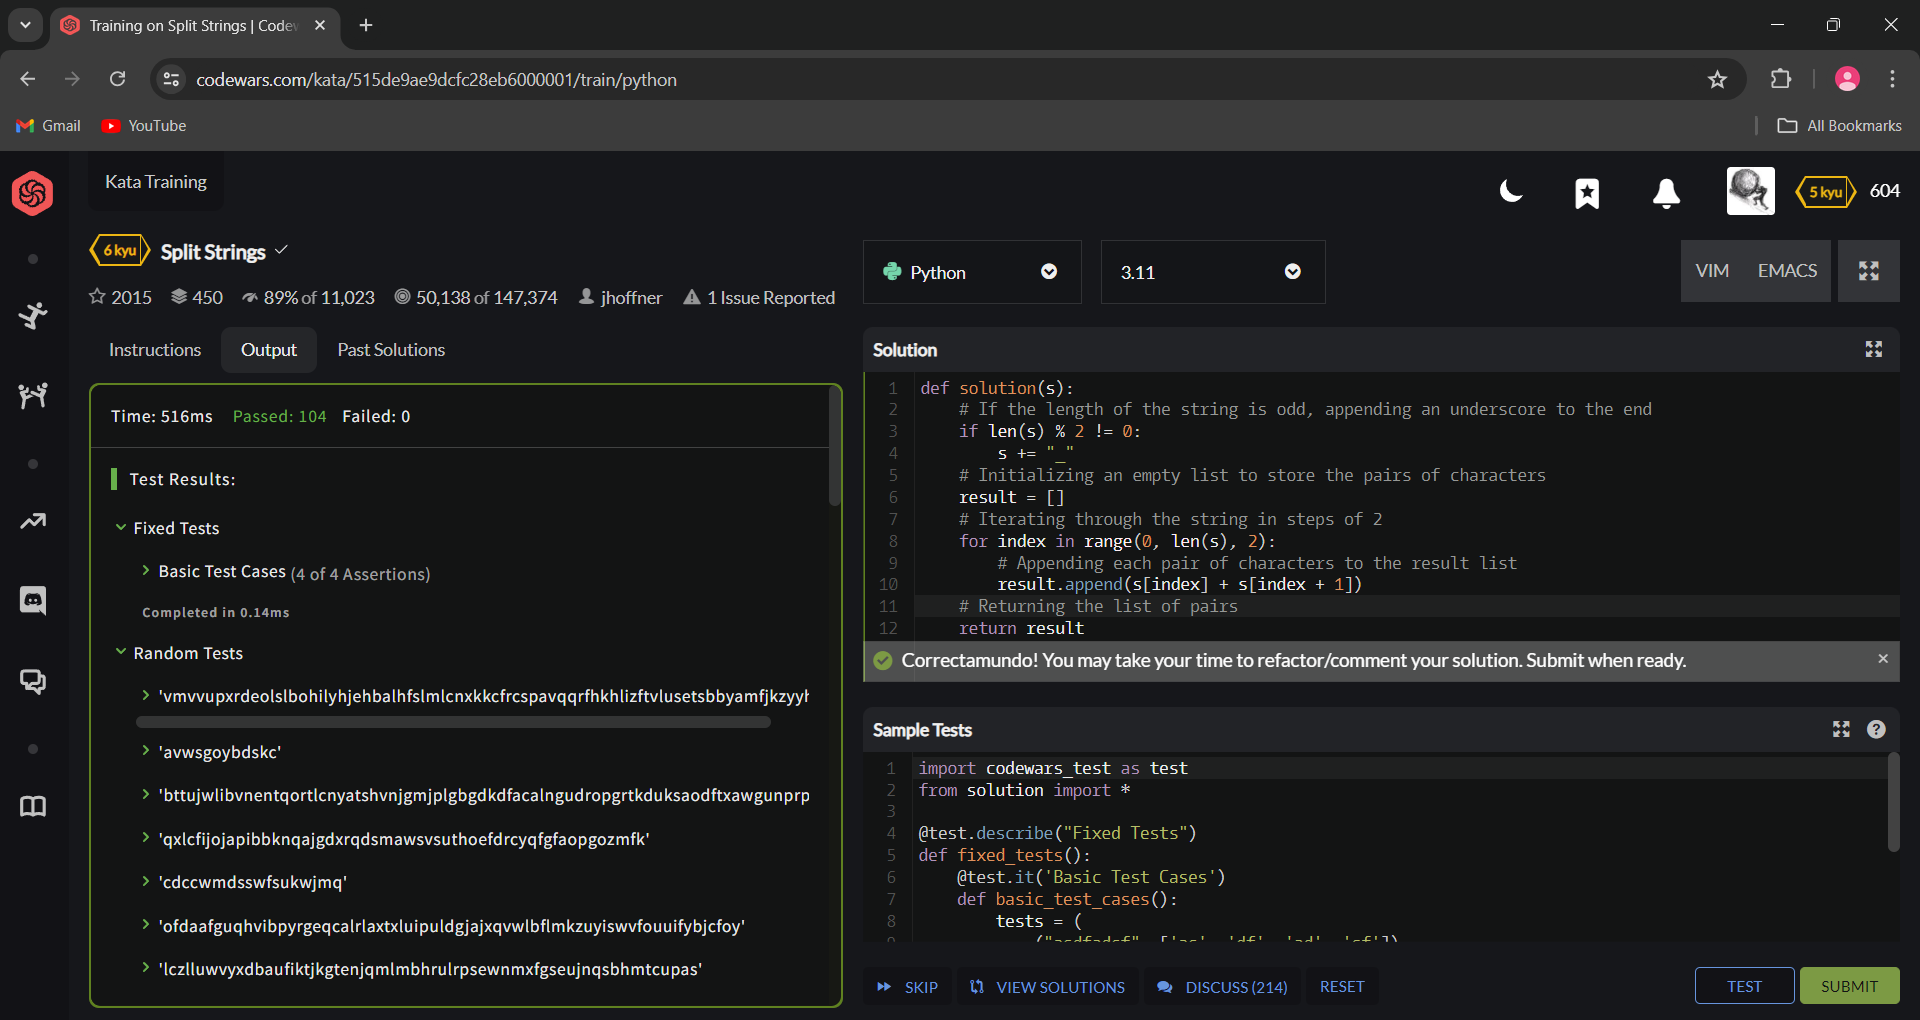 Training on Split Strings | Codew
codewars.com/kata/515de9ae9dcfc28eb6000001/train/python
Gmail
YouTube
All Bookmarks
Kata Training
5 kyu
604
6 kyu
Split Strings
2015
450
89% of 11,023
50,138 of 147,374
jhoffner
1 Issue Reported
Python
3.11
VIM
EMACS
Instructions
Output
Past Solutions
Time: 516ms Passed: 104 Failed: 0
Test Results:
Fixed Tests
Basic Test Cases (4 of 4 Assertions)
Completed in 0.14ms
Random Tests
'vmvvupxrdeolslbohilyhjehbalhfslmlcnxkkcfrcspavqqrfhkhlizftvlusetsbbyamfjkzyyh
'avwsgoybdskc'
'bttujwlibvnentqortlcnyatshvnjgmjplgbgdkdfacalngudropgrtkduksaodftxawgunprp
'qxlcfijojapibbknqajgdxrqdsmawsvsuthoefdrcyqfgfaopgozmfk'
'cdccwmdsswfsukwjmq'
'ofdaafguqhvibpyrgeqcalrlaxtxluipuldgjajxqvwlbflmkzuyiswvfouuifybjcfoy'
'lczlluwvyxdbaufiktjkgtenjqmlmbhrulrpsewnmxfgseujnqsbhmtcupas'
Solution
1 def solution(s):
2 # If the length of the string is odd, appending an underscore to the end
3 if len(s) % 2 != 0:
4 s += "_"
5 # Initializing an empty list to store the pairs of characters
6 result = []
7 # Iterating through the string in steps of 2
8 for index in range(0, len(s), 2):
9 # Appending each pair of characters to the result list
10 result.append(s[index] + s[index + 1])
11 # Returning the list of pairs
12 return result
Correctamundo! You may take your time to refactor/comment your solution. Submit when ready.
Sample Tests
1 import codewars_test as test
2 from solution import *
3
4 @test.describe("Fixed Tests")
5 def fixed_tests():
6 @test.it('Basic Test Cases')
7 def basic_test_cases():
8 tests = (
9 ("asdfadsf", ['as', 'df', 'ad', 'sf']),
SKIP
VIEW SOLUTIONS
DISCUSS (214)
RESET
TEST
SUBMIT